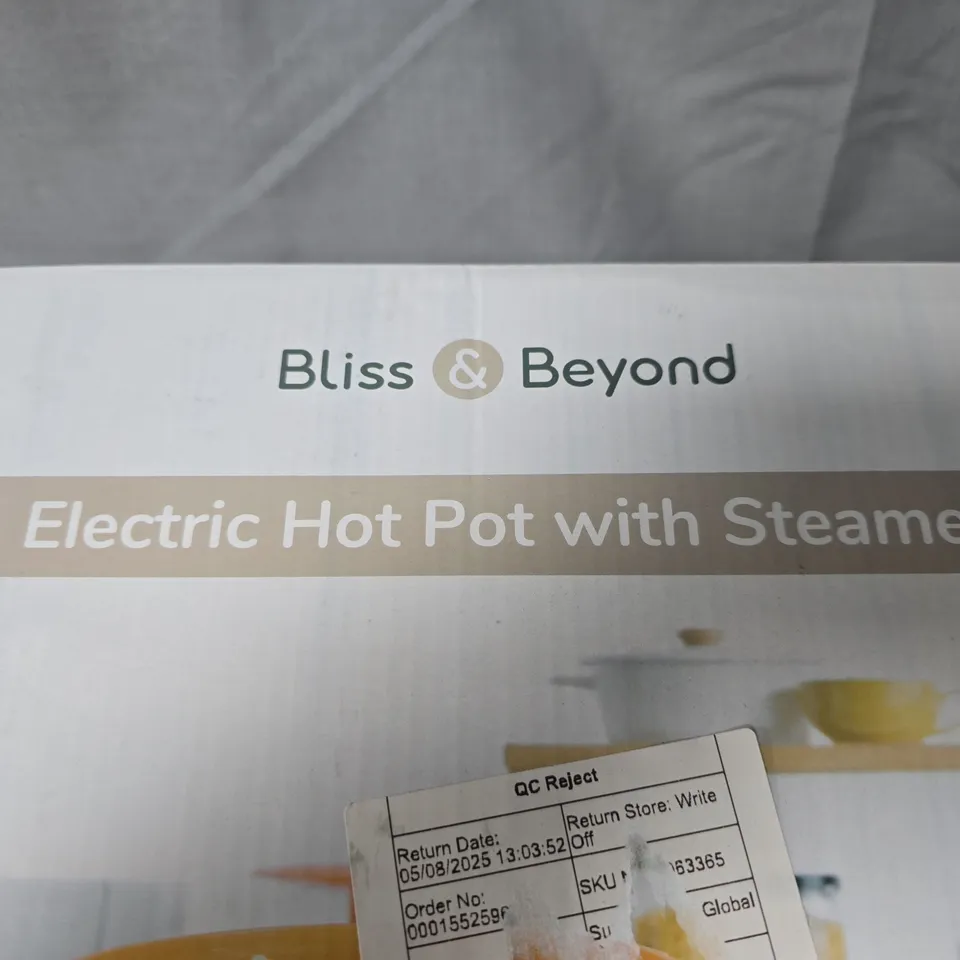 Bliss & Beyond
Electric Hot Pot with Steame
QC Reject
Return Date:
05/08/2025 13:03:52
Return Store: Write
Off
Order No:
000155259
SKU
63365
Global